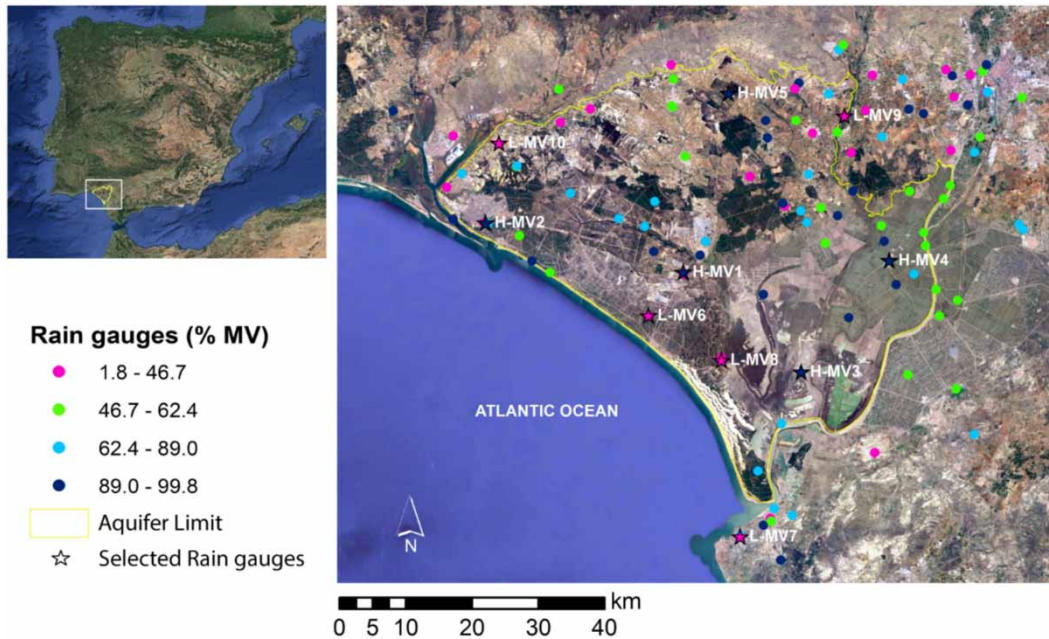 Rain gauges (% MV)
1.8 - 46.7
46.7 - 62.4
62.4 - 89.0
89.0 - 99.8
Aquifer Limit
Selected Rain gauges
H-MV5
L-MV9
L-MV10
H-MV2
H-MV4
H-MV1
L-MV6
L-MV8
H-MV3
ATLANTIC OCEAN
N
L-MV7
km
0 5 10 20 30 40